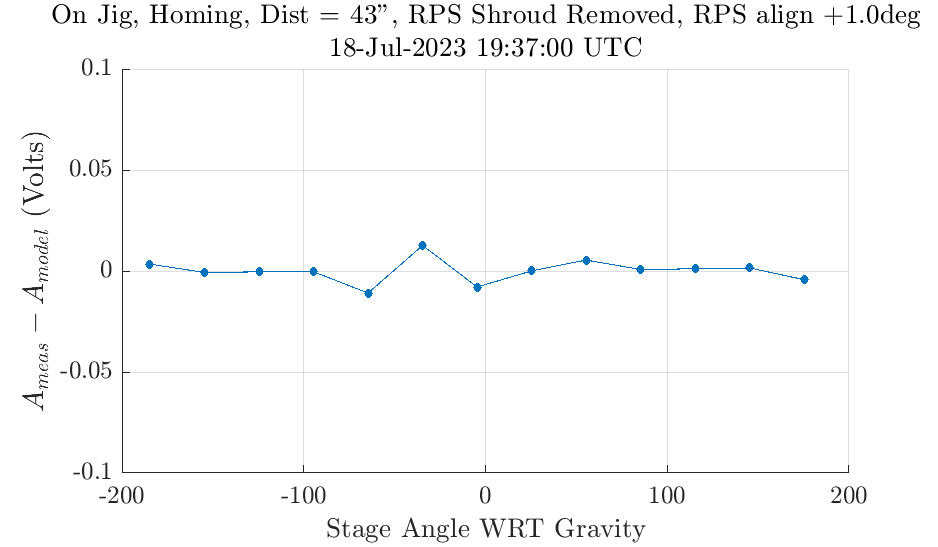 On Jig, Homing, Dist = 43”, RPS Shroud Removed, RPS align +1.0deg
18-Jul-2023 19:37:00 UTC
A_meas − A_model (Volts)
0.1
0.05
0
-0.05
-0.1
-200 -100 0 100 200
Stage Angle WRT Gravity